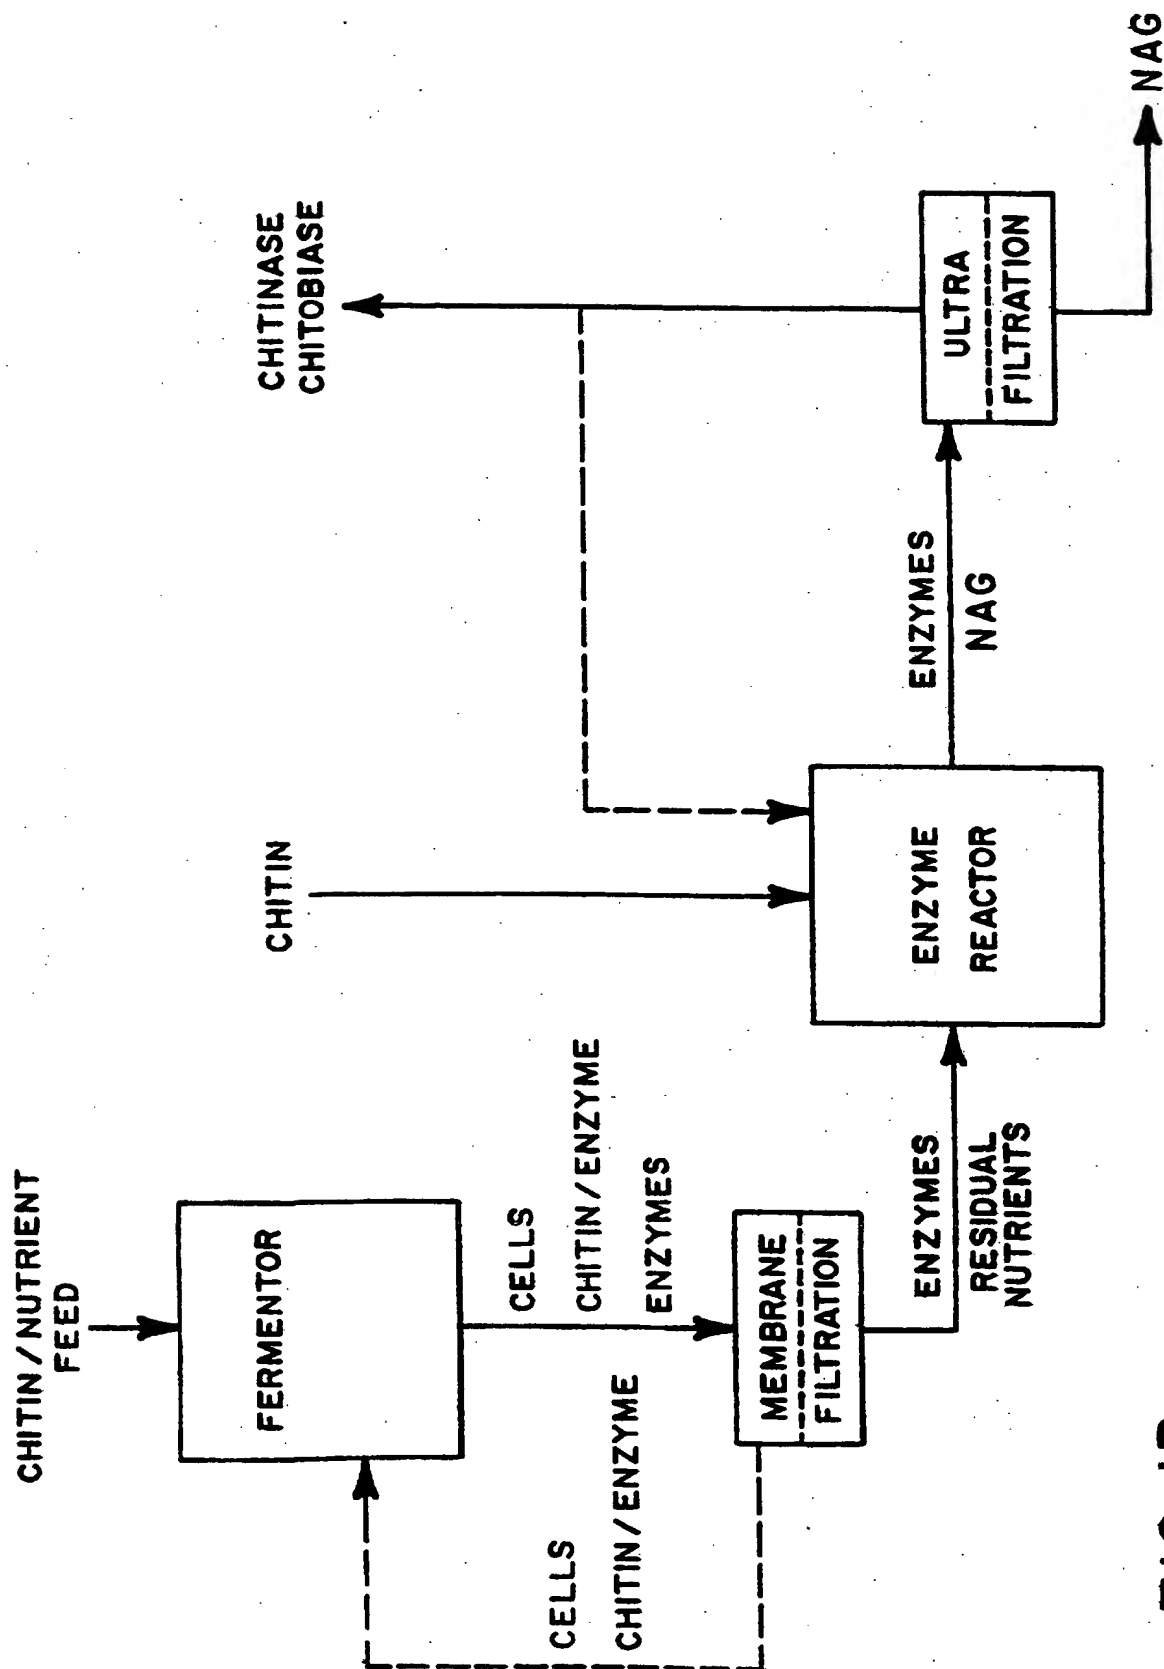 CHITIN/NUTRIENT
FEED
FERMENTOR
CELLS
CHITIN/ENZYME
ENZYMES
CELLS
CHITIN/ENZYME
MEMBRANE
FILTRATION
ENZYMES
RESIDUAL
NUTRIENTS
CHITIN
ENZYME
REACTOR
ENZYMES
NAG
CHITINASE
CHITOBIASE
ULTRA
FILTRATION
NAG